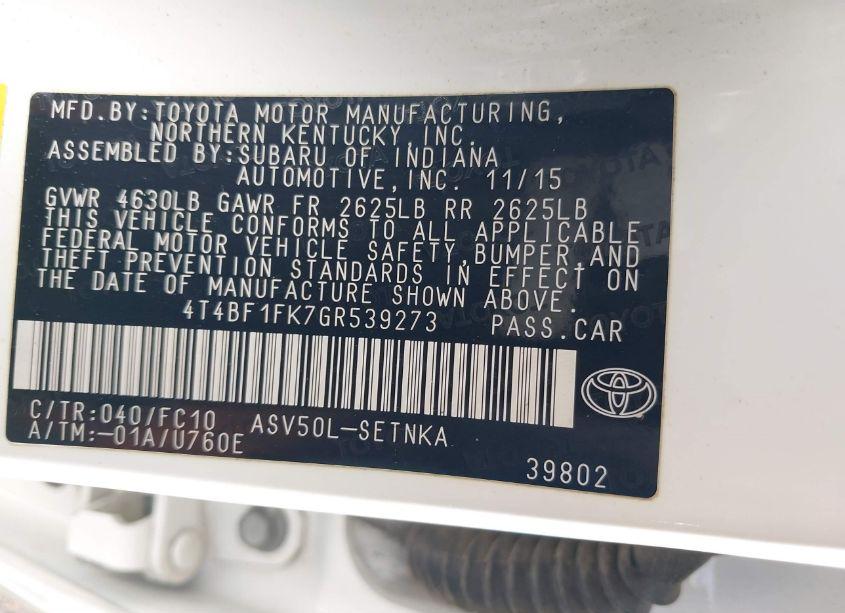 MFD.BY:TOYOTA MOTOR MANUFACTURING,
NORTHERN KENTUCKY,INC.
ASSEMBLED BY:SUBARU OF INDIANA
AUTOMOTIVE,INC. 11/15
GVWR 4630LB GAWR FR 2625LB RR 2625LB
THIS VEHICLE CONFORMS TO ALL APPLICABLE
FEDERAL MOTOR VEHICLE SAFETY,BUMPER,AND
THEFT PREVENTION STANDARDS IN EFFECT ON
THE DATE OF MANUFACTURE SHOWN ABOVE.
4T4BF1FK7GR539273 PASS.CAR
C/TR:040/FC10 ASV50L-SETNKA
A/TM:-01A/U760E
39802